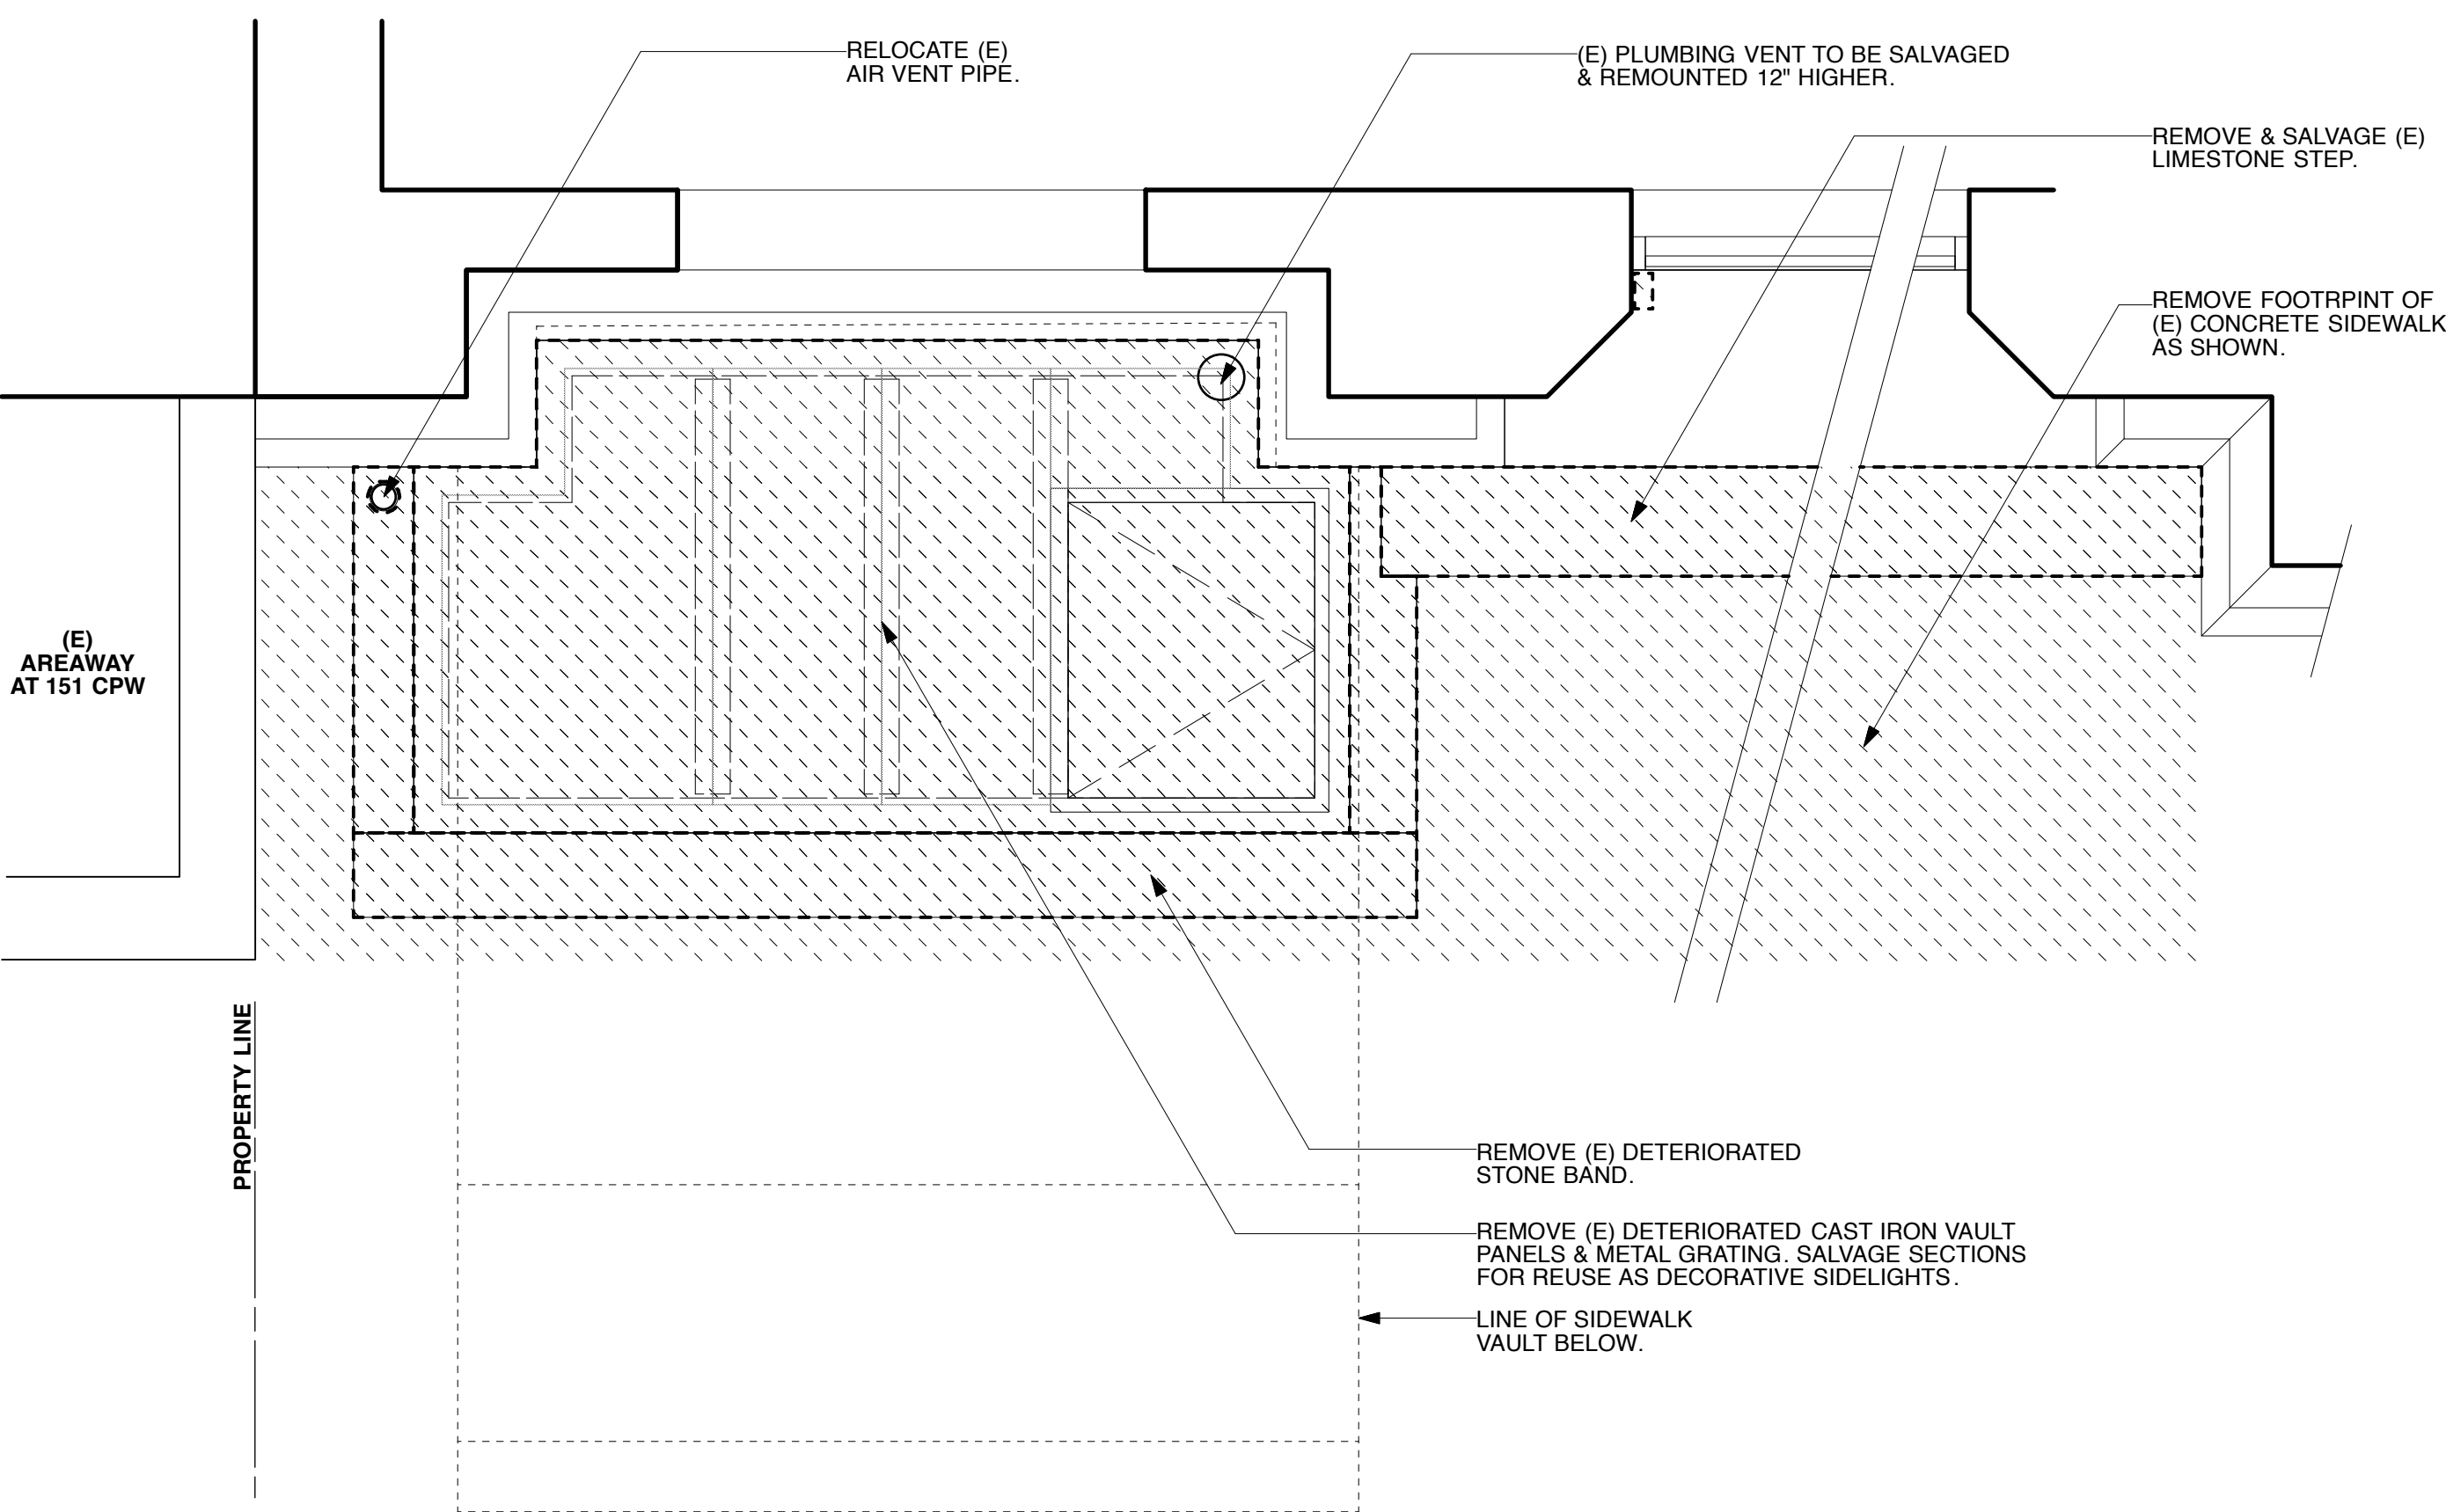 RELOCATE (E)
AIR VENT PIPE.
(E) PLUMBING VENT TO BE SALVAGED
& REMOUNTED 12" HIGHER.
REMOVE & SALVAGE (E)
LIMESTONE STEP.
REMOVE FOOTRPINT OF
(E) CONCRETE SIDEWALK
AS SHOWN.
(E)
AREAWAY
AT 151 CPW
PROPERTY LINE
REMOVE (E) DETERIORATED
STONE BAND.
REMOVE (E) DETERIORATED CAST IRON VAULT
PANELS & METAL GRATING. SALVAGE SECTIONS
FOR REUSE AS DECORATIVE SIDELIGHTS.
LINE OF SIDEWALK
VAULT BELOW.